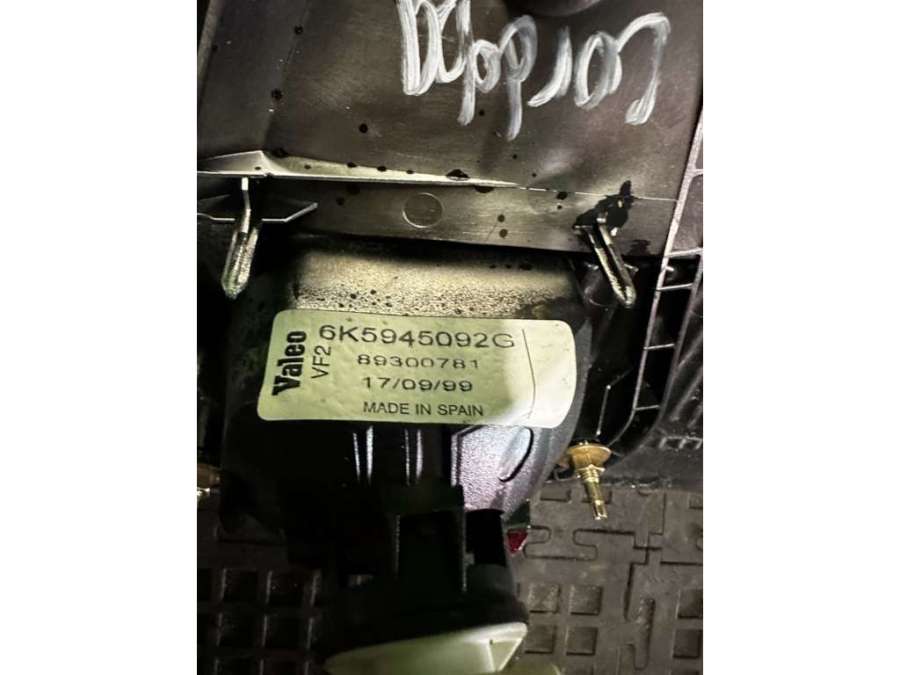 Cordoba
Valeo
VF2
6K5945092G
89300781
17/09/99
MADE IN SPAIN